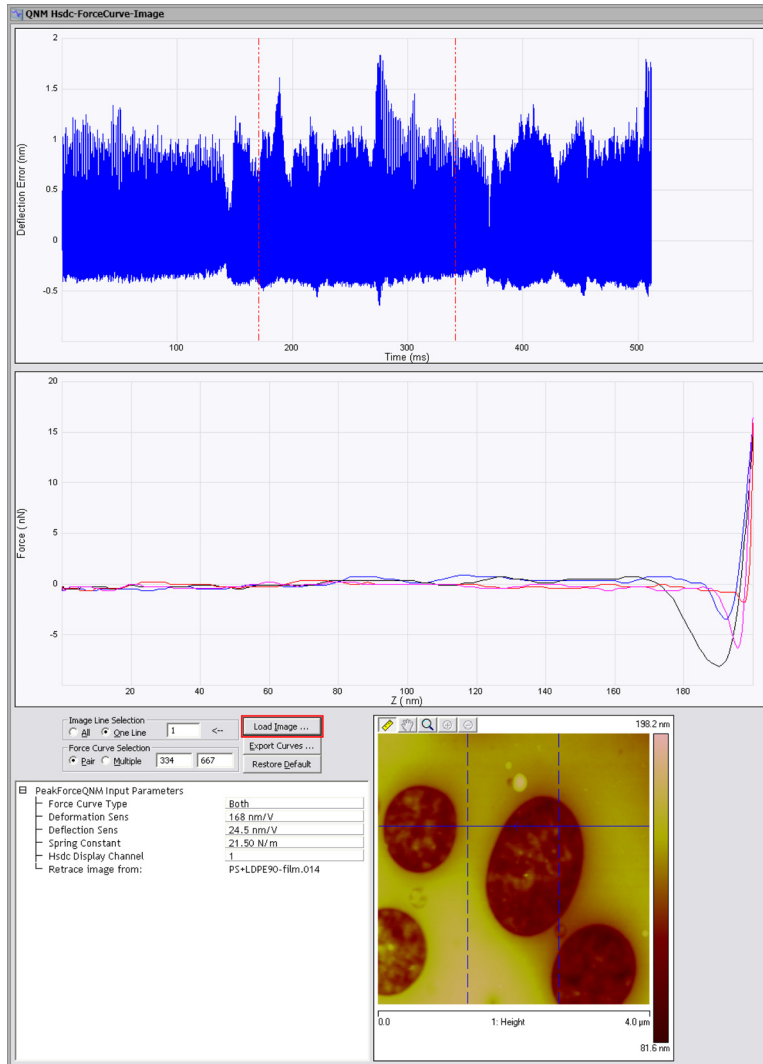 QNM Hsdc-ForceCurve-Image
2
1.5
1
0.5
0
-0.5
Deflection Error (nm)
100 200 300 400 500
Time (ms)
20
15
10
5
0
-5
Force ( nN)
20 40 60 80 100 120 140 160 180
Z ( nm)
Image Line Selection
All One Line 1 <--
Load Image ...
Force Curve Selection
Pair Multiple 334 667
Export Curves ...
Restore Default
PeakForceQNM Input Parameters
Force Curve Type Both
Deformation Sens 168 nm/V
Deflection Sens 24.5 nm/V
Spring Constant 21.50 N/m
Hsdc Display Channel 1
Retrace image from: PS+LDPE90-film.014
198.2 nm
0.0 1: Height 4.0 µm
81.6 nm